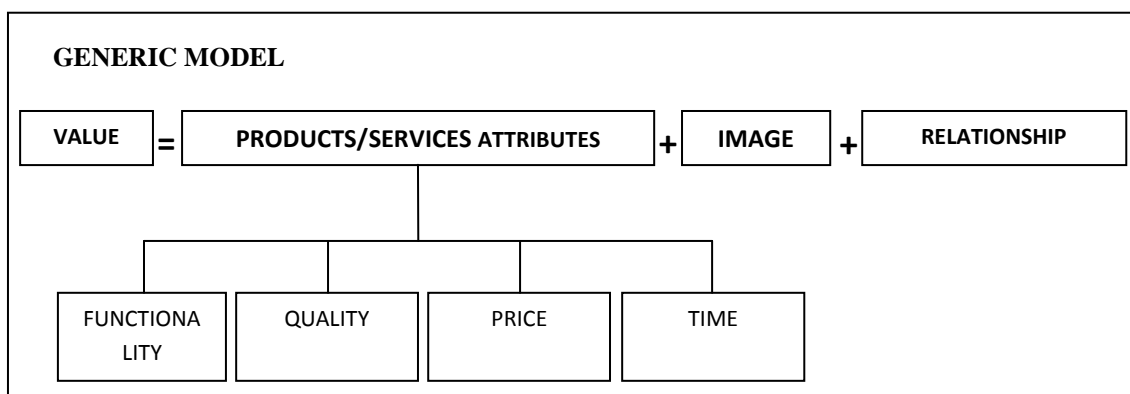 GENERIC MODEL
VALUE = PRODUCTS/SERVICES ATTRIBUTES + IMAGE + RELATIONSHIP
FUNCTIONA
LITY
QUALITY
PRICE
TIME